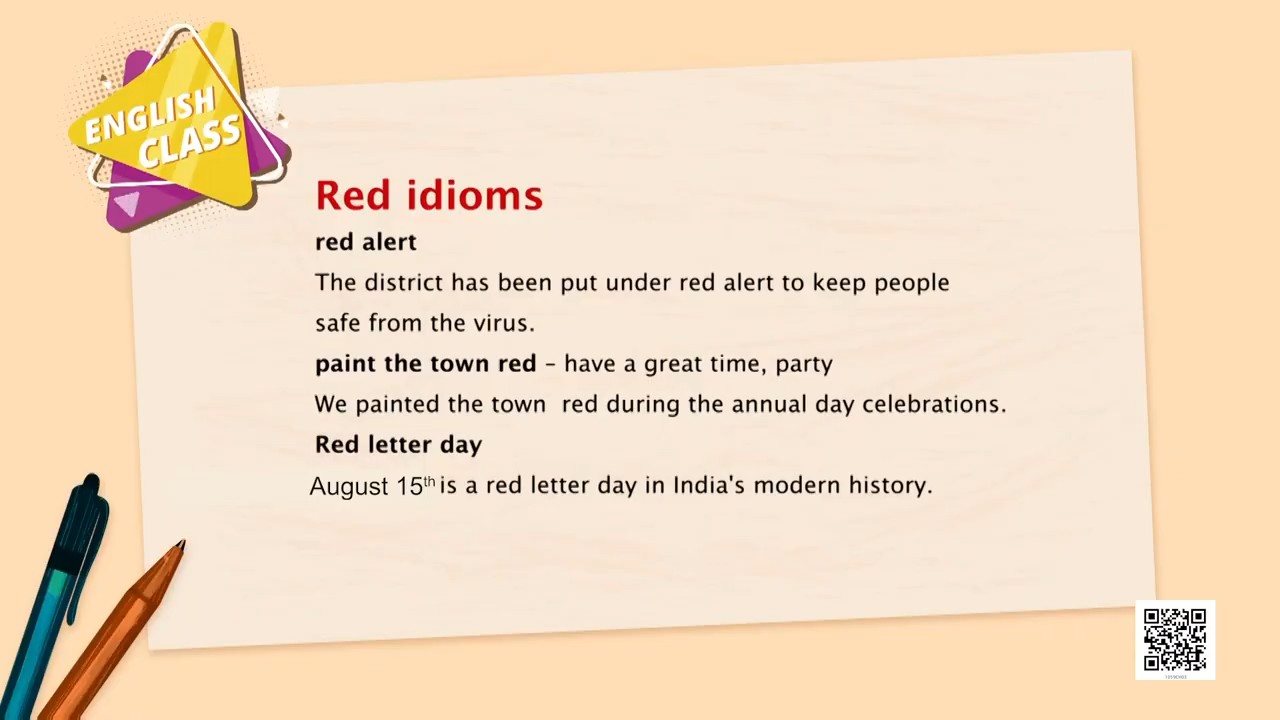 ENGLISH
CLASS
Red idioms
red alert
The district has been put under red alert to keep people
safe from the virus.
paint the town red – have a great time, party
We painted the town  red during the annual day celebrations.
Red letter day
August 15th is a red letter day in India's modern history.